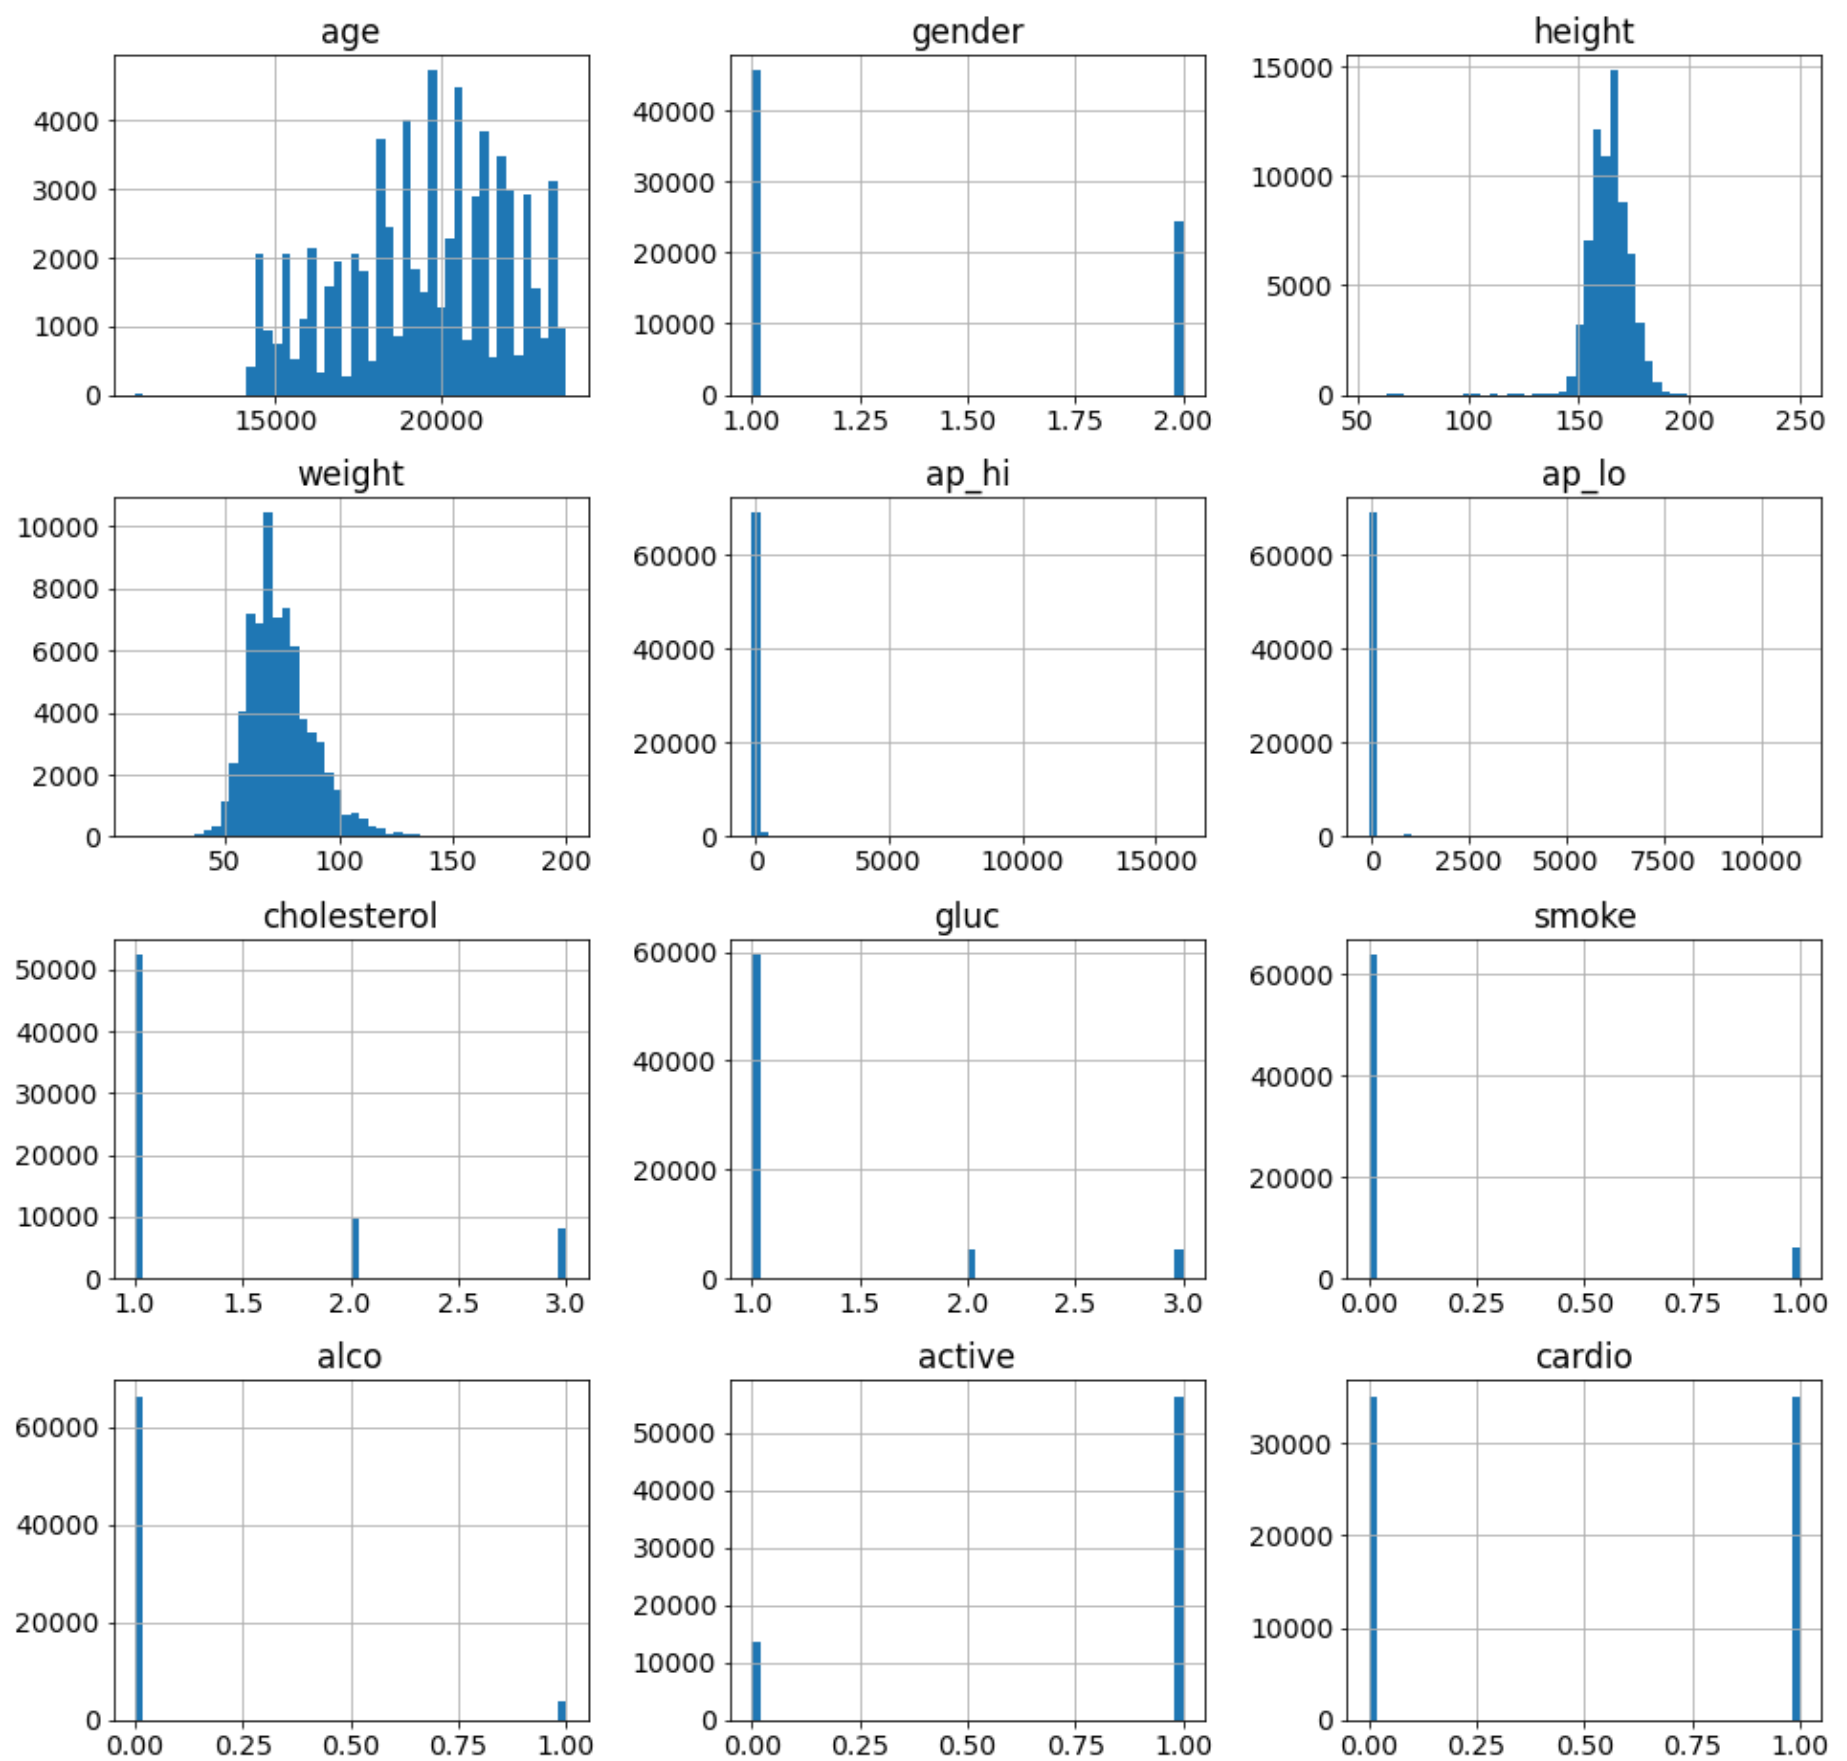 age
4000
3000
2000
1000
0
15000 20000
gender
40000
30000
20000
10000
0
1.00 1.25 1.50 1.75 2.00
height
15000
10000
5000
0
50 100 150 200 250
weight
10000
8000
6000
4000
2000
0
50 100 150 200
ap_hi
60000
40000
20000
0
0 5000 10000 15000
ap_lo
60000
40000
20000
0
0 2500 5000 7500 10000
cholesterol
50000
40000
30000
20000
10000
0
1.0 1.5 2.0 2.5 3.0
gluc
60000
40000
20000
0
1.0 1.5 2.0 2.5 3.0
smoke
60000
40000
20000
0
0.00 0.25 0.50 0.75 1.00
alco
60000
40000
20000
0
0.00 0.25 0.50 0.75 1.00
active
50000
40000
30000
20000
10000
0
0.00 0.25 0.50 0.75 1.00
cardio
30000
20000
10000
0
0.00 0.25 0.50 0.75 1.00